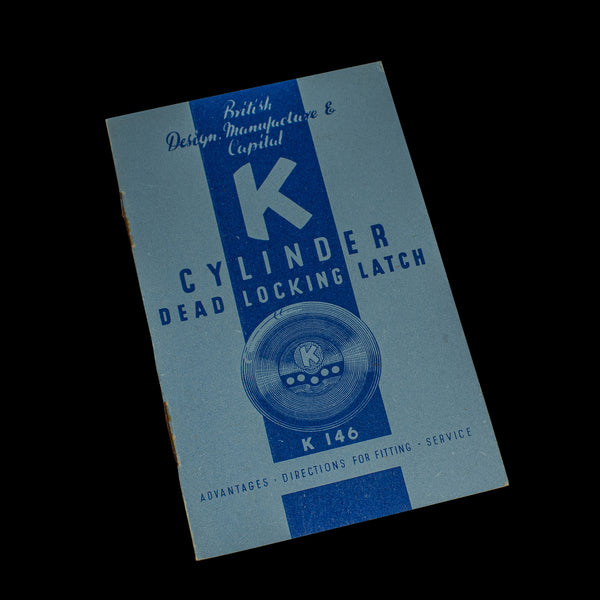 British
Design, Manufacture &
Capital
K
CYLINDER
DEAD LOCKING LATCH
K
K 146
ADVANTAGES · DIRECTIONS FOR FITTING · SERVICE